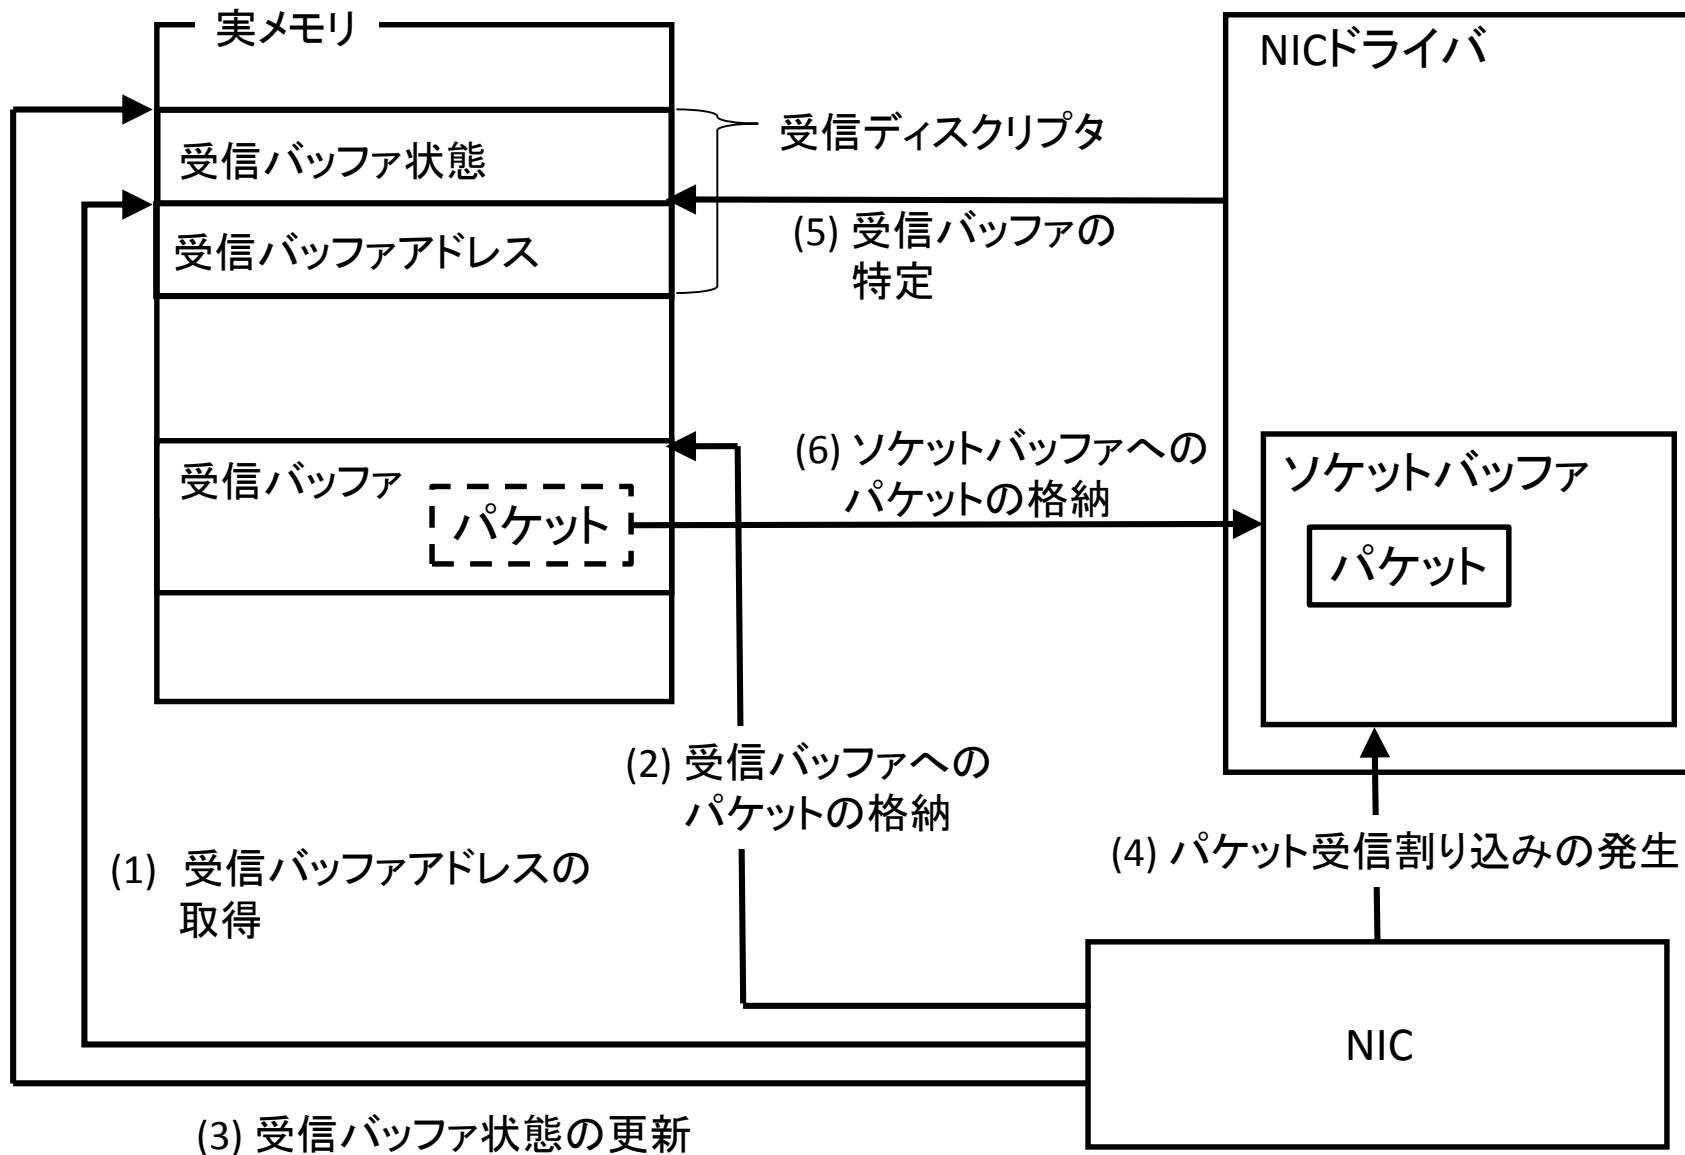 実メモリ
NICドライバ
受信ディスクリプタ
受信バッファ状態
受信バッファアドレス
(5) 受信バッファの
特定
(6) ソケットバッファへの
パケットの格納
受信バッファ
パケット
ソケットバッファ
パケット
(2) 受信バッファへの
パケットの格納
(4) パケット受信割り込みの発生
(1) 受信バッファアドレスの
取得
NIC
(3) 受信バッファ状態の更新